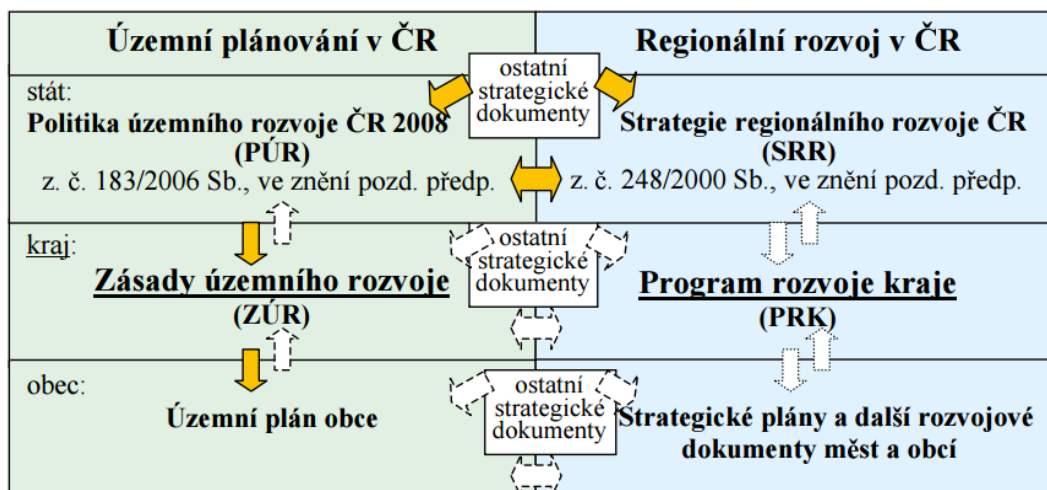 Územní plánování v ČR
Regionální rozvoj v ČR
ostatní
strategické
dokumenty
stát:
Politika územního rozvoje ČR 2008
(PÚR)
z. č. 183/2006 Sb., ve znění pozd. předp.
Strategie regionálního rozvoje ČR
(SRR)
z. č. 248/2000 Sb., ve znění pozd. předp.
kraj:
Zásady územního rozvoje
(ZÚR)
ostatní
strategické
dokumenty
Program rozvoje kraje
(PRK)
obec:
Územní plán obce
ostatní
strategické
dokumenty
Strategické plány a další rozvojové
dokumenty měst a obcí